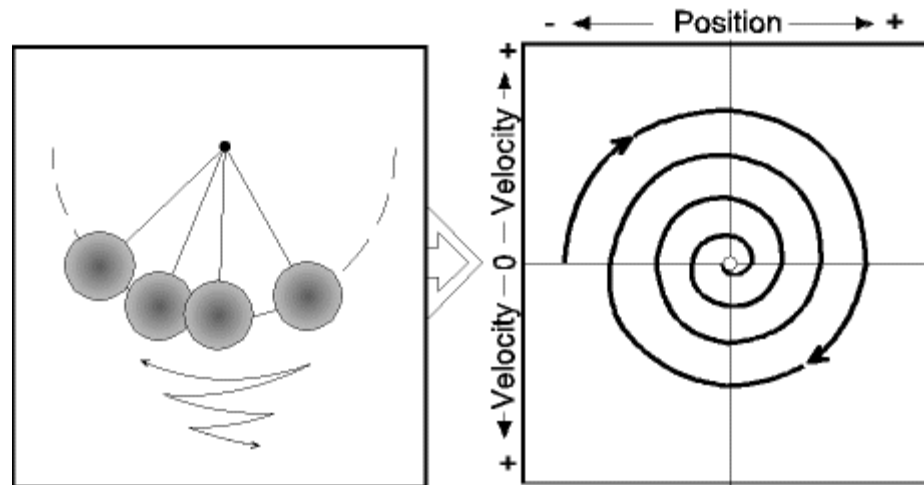 - ◄— Position —► +
+ ◄— Velocity — 0 — Velocity —► +